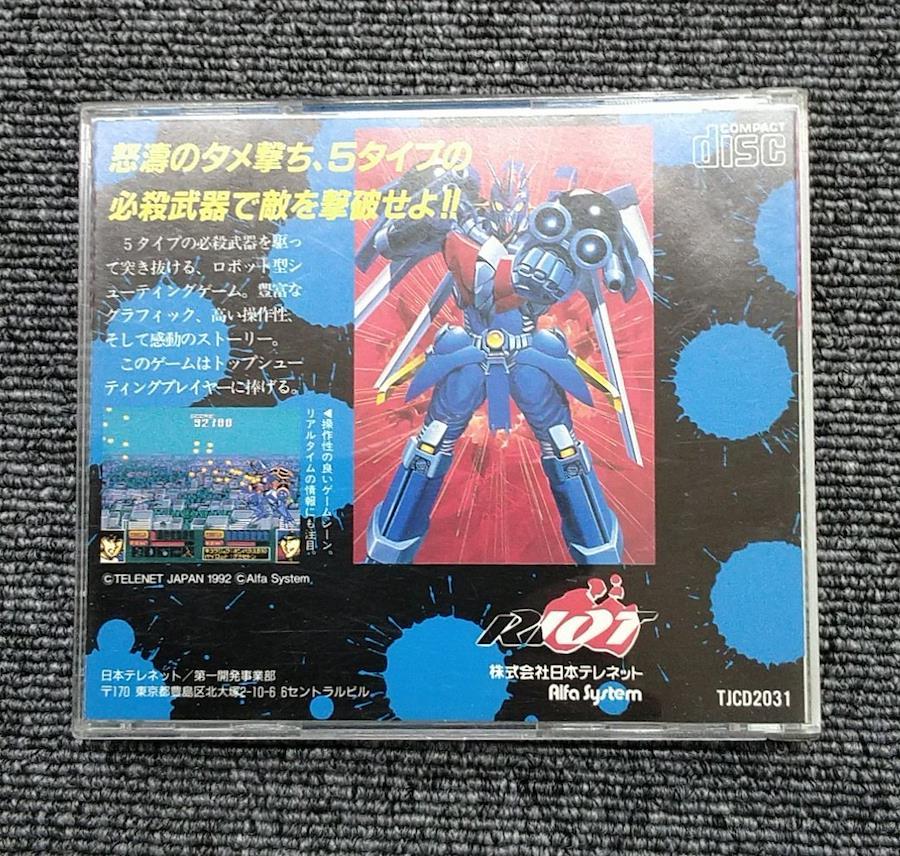 怒濤のタメ撃ち、5タイプの
必殺武器で敵を撃破せよ!!
COMPACT
disc
5タイプの必殺武器を駆っ
て突き抜ける、ロボット型シ
ューティングゲーム。豊富な
グラフィック、高い操作性、
そして感動のストーリー。
このゲームはトップシュー
ティングプレイヤーに捧げる。
SCORE
92700
◀操作性の良いゲームシーン。
リアルタイムの情報にも注目。
©TELENET JAPAN 1992 ©Alfa System
RIOT
株式会社日本テレネット
Alfa System
日本テレネット/第一開発事業部
〒170 東京都豊島区北大塚2-10-6 6セントラルビル
TJCD2031